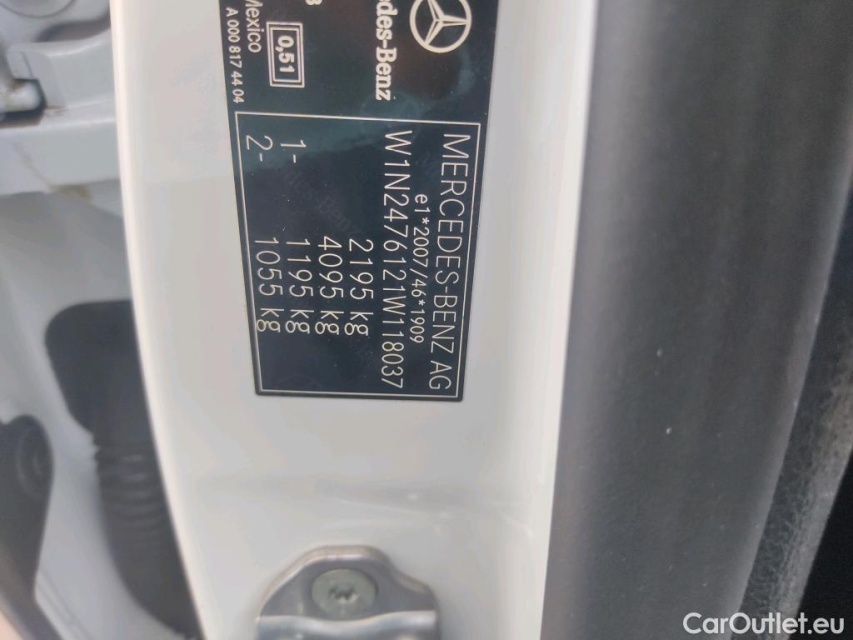 Mercedes-Benz
Mexico
0,51
A 000 817 44 04
MERCEDES-BENZ AG
e1*2007/46*1909
W1N2476121W118037
2195 kg
4095 kg
1- 1195 kg
2- 1055 kg
CarOutlet.eu